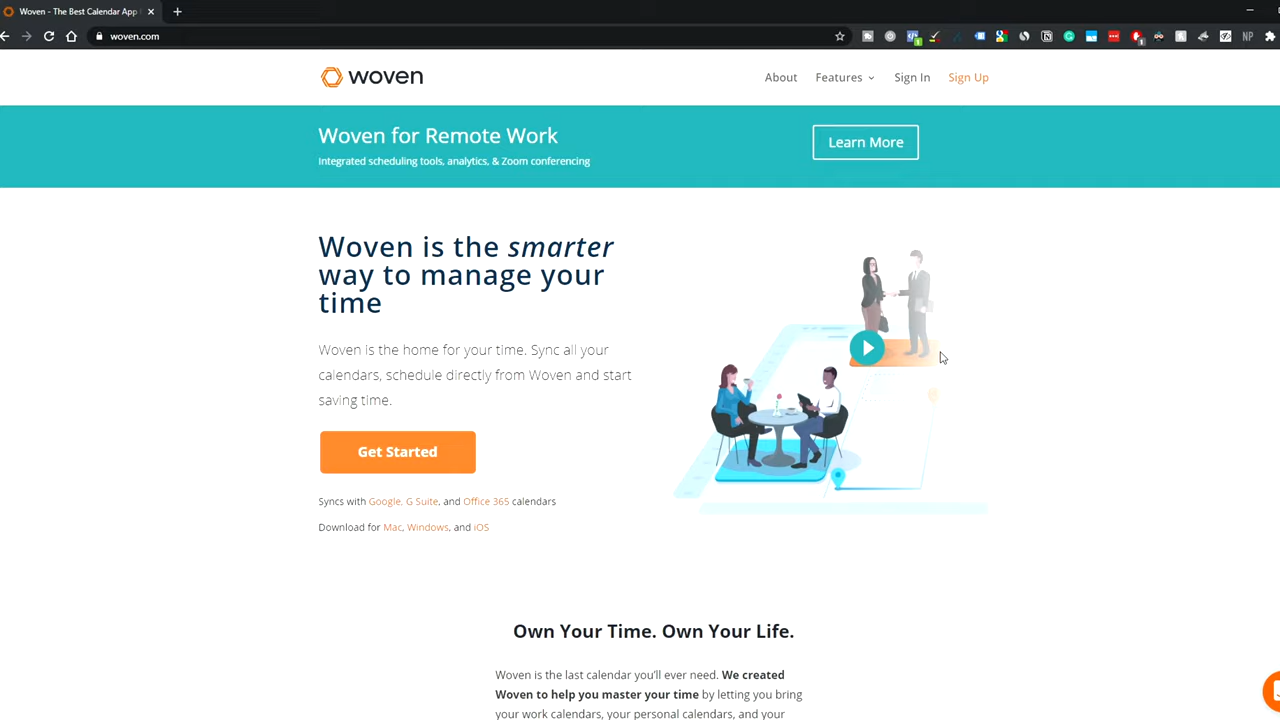 Woven - The Best Calendar App
woven.com
NP
woven
About
Features
Sign In
Sign Up
Woven for Remote Work
Integrated scheduling tools, analytics, & Zoom conferencing
Learn More
Woven is the smarter
way to manage your
time
Woven is the home for your time. Sync all your
calendars, schedule directly from Woven and start
saving time.
Get Started
Syncs with Google, G Suite, and Office 365 calendars
Download for Mac, Windows, and iOS
Own Your Time. Own Your Life.
Woven is the last calendar you'll ever need. We created
Woven to help you master your time by letting you bring
your work calendars, your personal calendars, and your